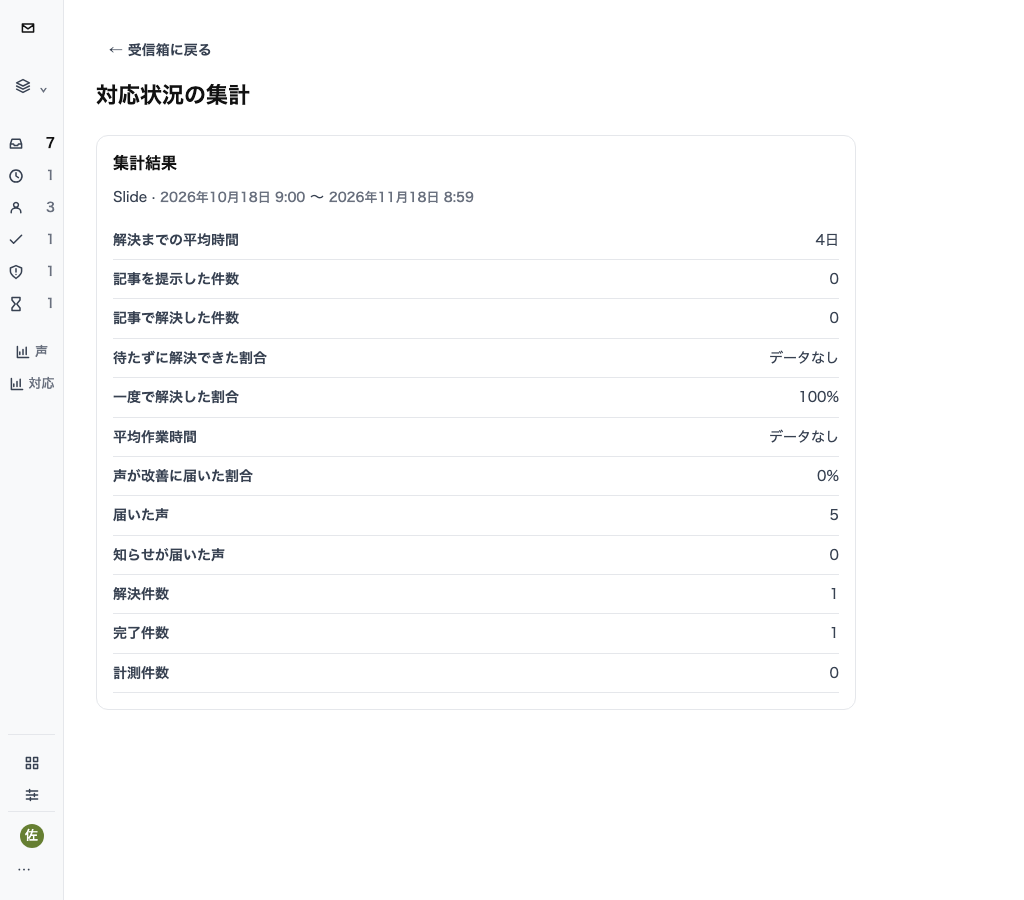 ← 受信箱に戻る
対応状況の集計
7
1
3
1
1
1
声
対応
集計結果
Slide · 2026年10月18日 9:00 〜 2026年11月18日 8:59
解決までの平均時間 4日
記事を提示した件数 0
記事で解決した件数 0
待たずに解決できた割合 データなし
一度で解決した割合 100%
平均作業時間 データなし
声が改善に届いた割合 0%
届いた声 5
知らせが届いた声 0
解決件数 1
完了件数 1
計測件数 0
佐
…